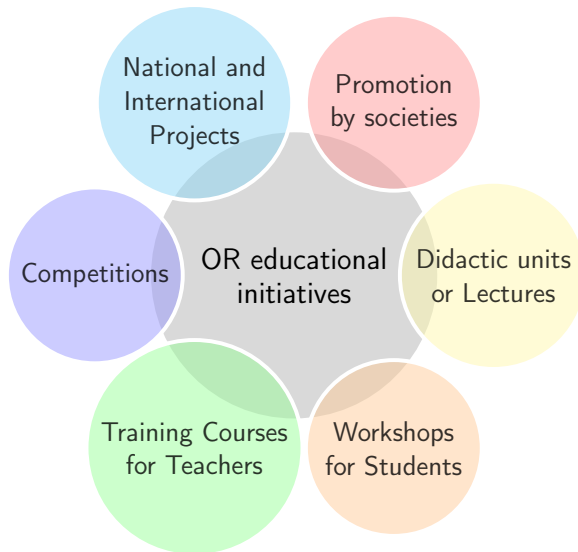 National and
International
Projects
Promotion
by societies
Competitions
OR educational
initiatives
Didactic units
or Lectures
Training Courses
for Teachers
Workshops
for Students